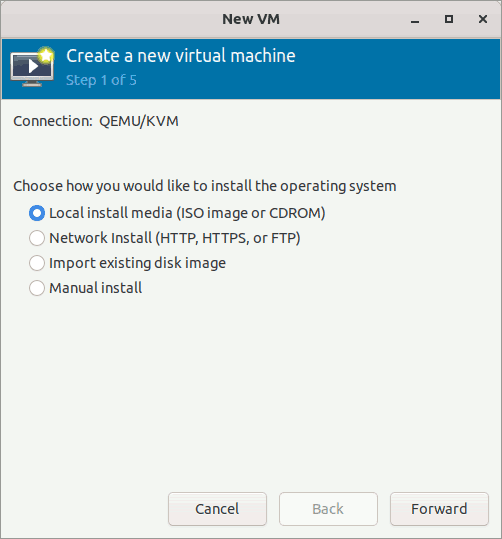 New VM
Create a new virtual machine
Step 1 of 5
Connection: QEMU/KVM
Choose how you would like to install the operating system
Local install media (ISO image or CDROM)
Network Install (HTTP, HTTPS, or FTP)
Import existing disk image
Manual install
Cancel Back Forward